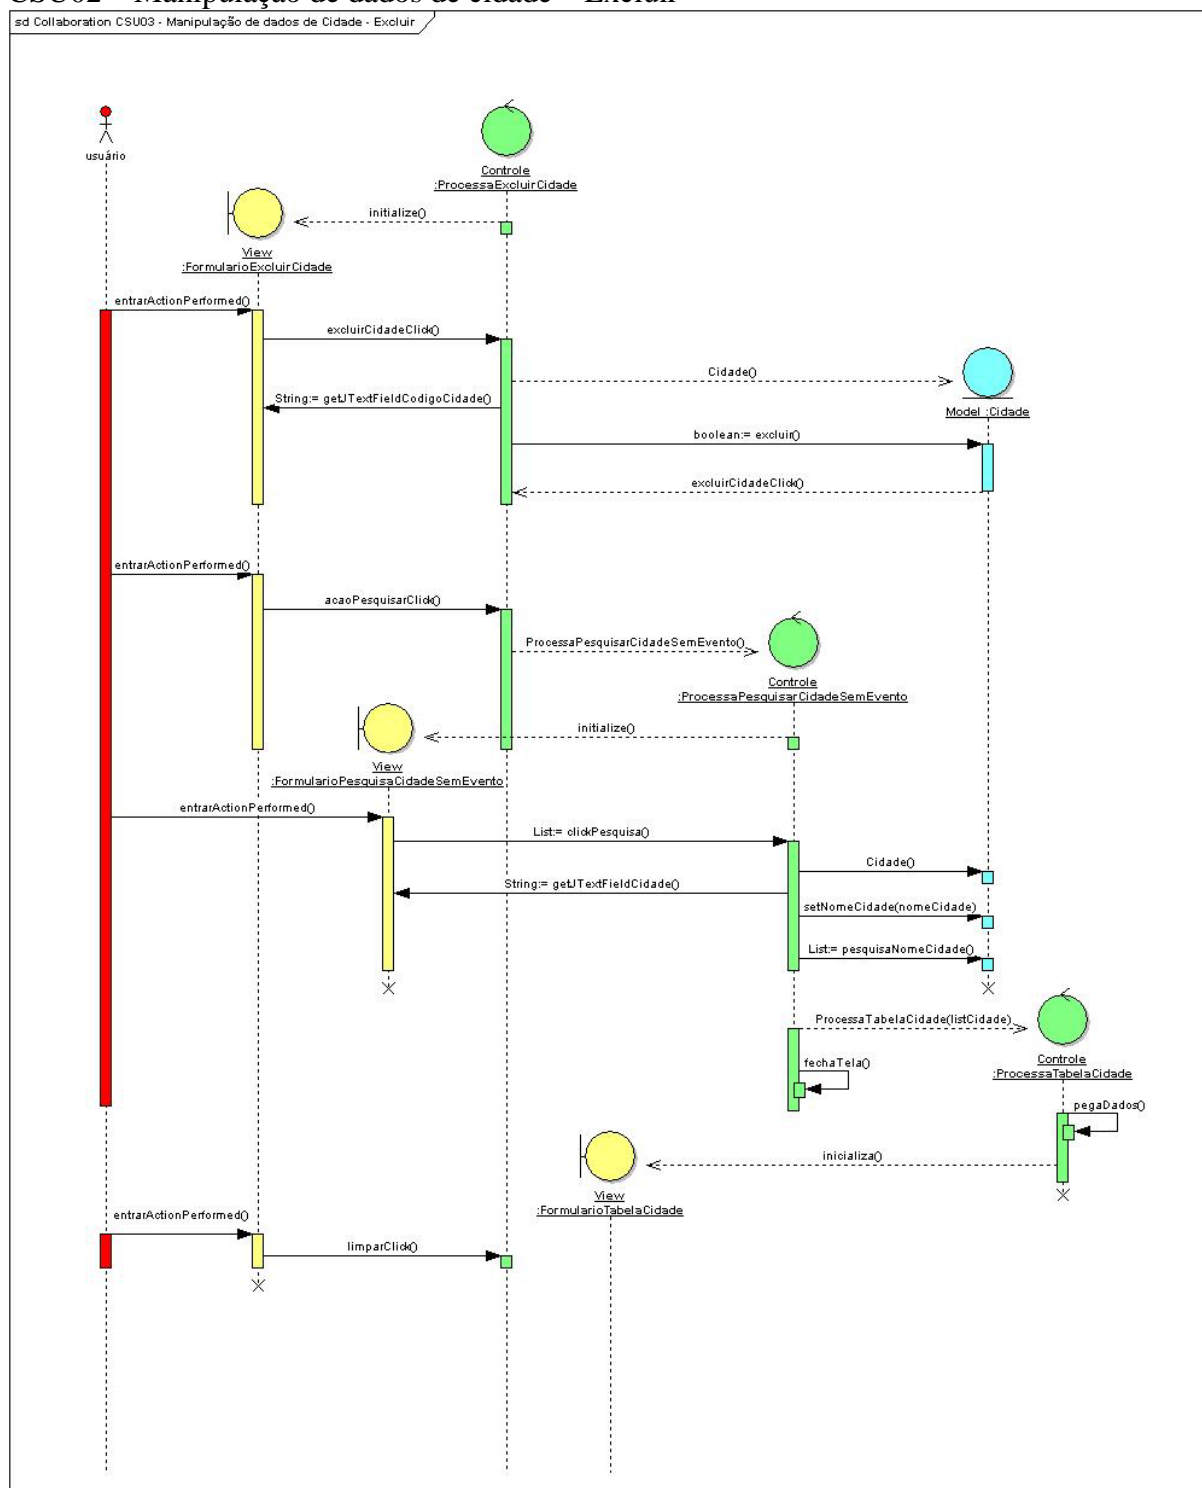 CSU02 – Manipulação de dados de cidade – Excluir
sd Collaboration CSU03 - Manipulação de dados de Cidade - Excluir
usuário
Controle
:ProcessaExcluirCidade
initialize()
View
:FormularioExcluirCidade
entrarActionPerformed()
excluirCidadeClick()
Cidade()
String:= getJTextFieldCodigoCidade()
Model :Cidade
boolean:= excluir()
excluirCidadeClick()
entrarActionPerformed()
acaoPesquisarClick()
ProcessaPesquisarCidadeSemEvento()
Controle
:ProcessaPesquisarCidadeSemEvento
initialize()
View
:FormularioPesquisaCidadeSemEvento
entrarActionPerformed()
List:= clickPesquisa()
Cidade()
String:= getJTextFieldCidade()
setNomeCidade(nomeCidade)
List:= pesquisaNomeCidade()
ProcessaTabelaCidade(listCidade)
Controle
:ProcessaTabelaCidade
fechaTela()
pegaDados()
inicializa()
View
:FormularioTabelaCidade
entrarActionPerformed()
limparClick()